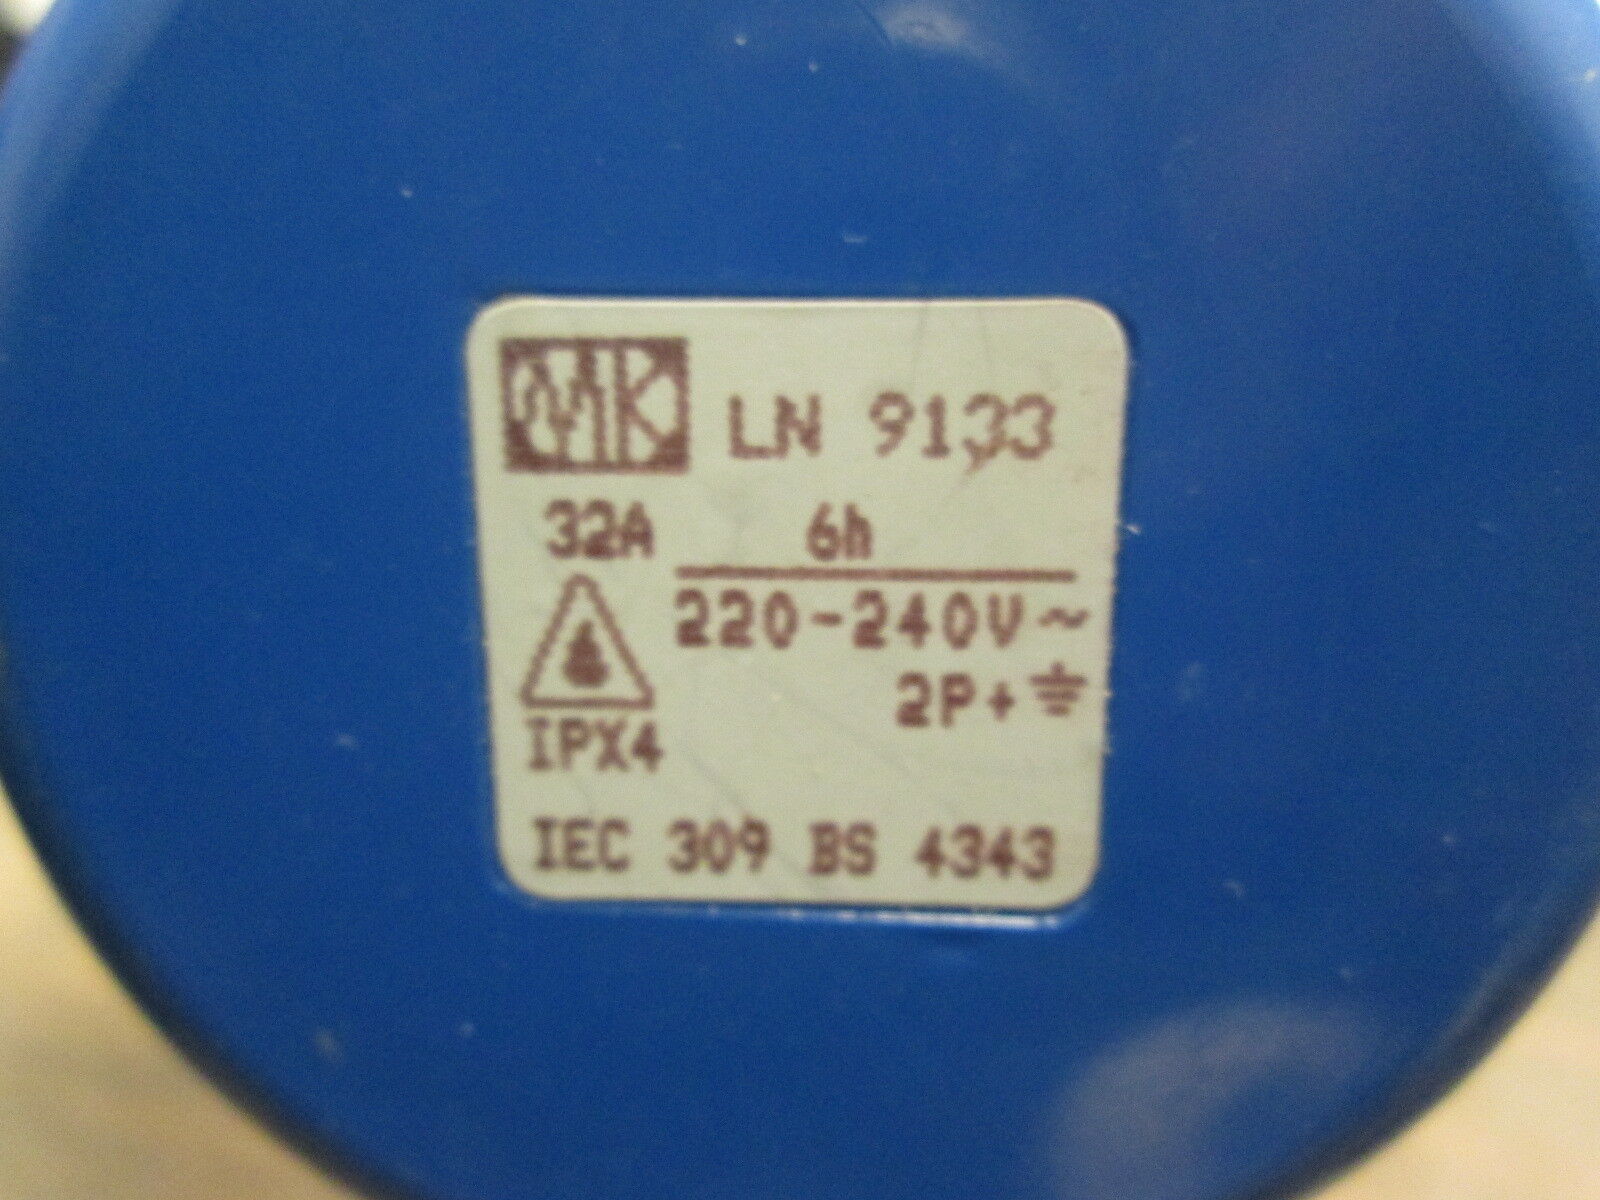 MK LN 9133
32A 6h
220-240V~
2P+⏚
IPX4
IEC 309 BS 4343